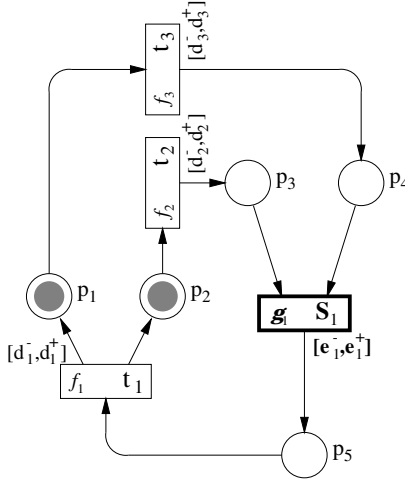 f₃ t₃ [d₃⁻,d₃⁺]
f₂ t₂ [d₂⁻,d₂⁺]
p₃
p₄
p₁
p₂
g₁ S₁
[e₁⁻,e₁⁺]
[d₁⁻,d₁⁺]
f₁ t₁
p₅